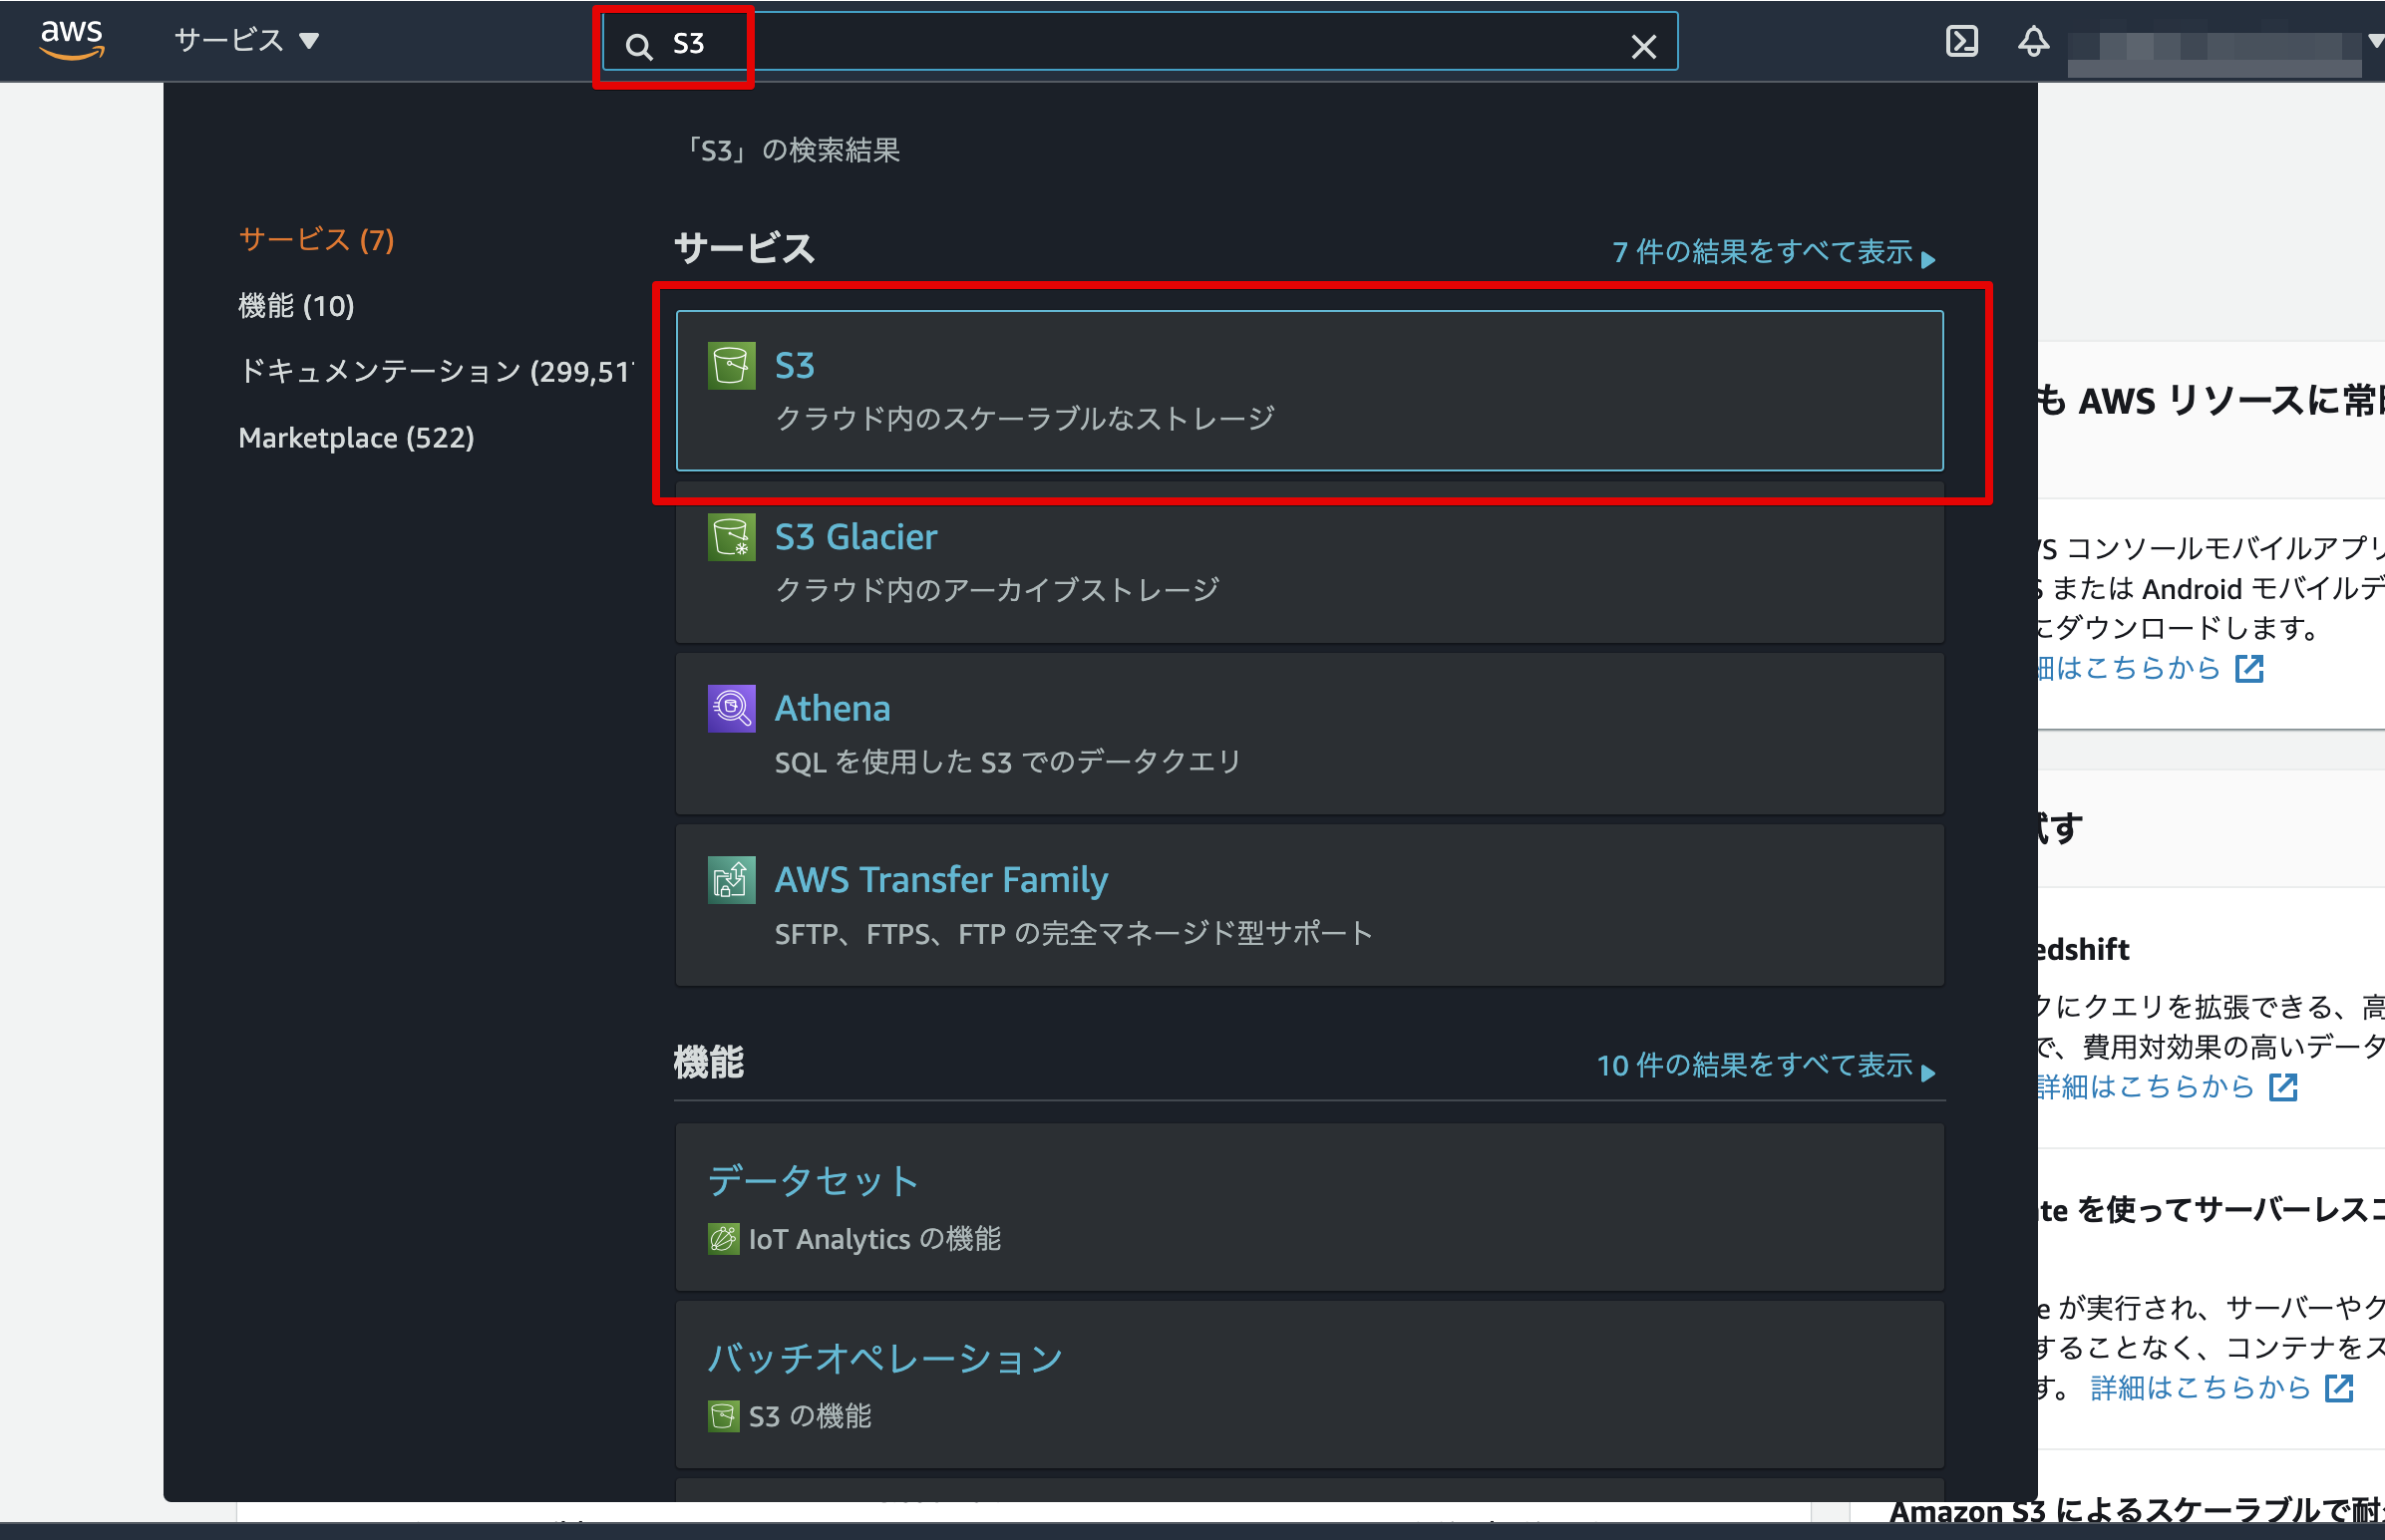 aws
サービス
S3
「S3」の検索結果
サービス (7)
機能 (10)
ドキュメンテーション (299,51
Marketplace (522)
サービス
7 件の結果をすべて表示
S3
クラウド内のスケーラブルなストレージ
S3 Glacier
クラウド内のアーカイブストレージ
Athena
SQL を使用した S3 でのデータクエリ
AWS Transfer Family
SFTP、FTPS、FTP の完全マネージド型サポート
機能
10 件の結果をすべて表示
データセット
IoT Analytics の機能
バッチオペレーション
S3 の機能
も AWS リソースに常
S コンソールモバイルアプリ
S または Android モバイルデ
にダウンロードします。
細はこちらから
試す
edshift
クにクエリを拡張できる、高
で、費用対効果の高いデータ
詳細はこちらから
te を使ってサーバーレスコ
e が実行され、サーバーやク
することなく、コンテナをス
す。 詳細はこちらから
Amazon S3 によるスケーラブルで耐